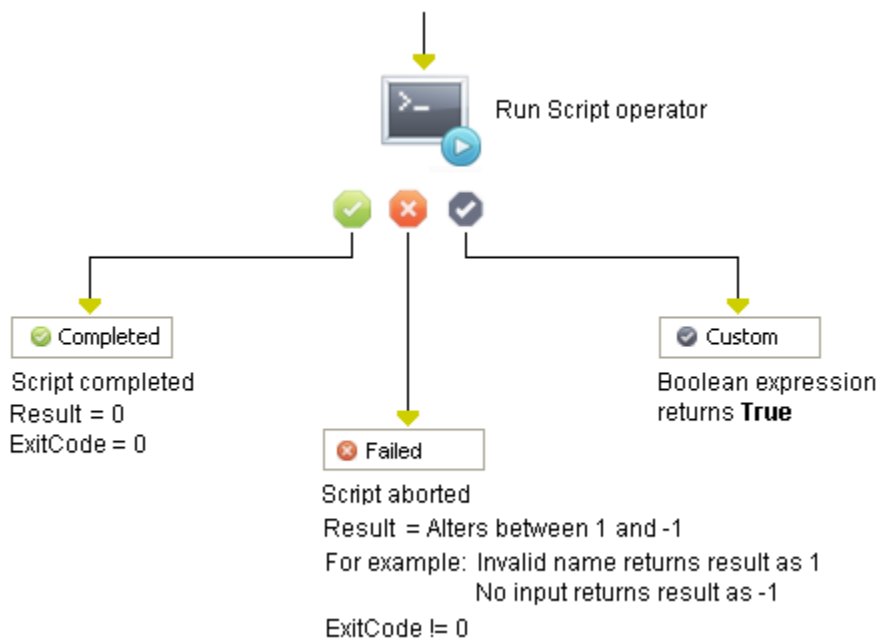 Run Script operator
Completed
Script completed
Result = 0
ExitCode = 0
Custom
Boolean expression
returns True
Failed
Script aborted
Result = Alters between 1 and -1
For example: Invalid name returns result as 1
No input returns result as -1
ExitCode != 0